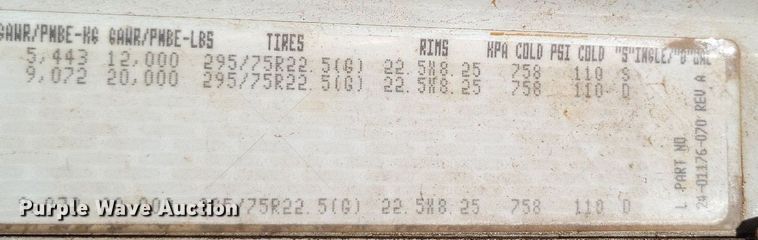 GAWR/PNBE-KG GAWR/PNBE-LBS TIRES RIMS KPA COLD PSI COLD "S"INGLE/"D"UAL
5,443 12,000 295/75R22.5(G) 22.5X8.25 758 110 S
9,072 20,000 295/75R22.5(G) 22.5X8.25 758 110 D
295/75R22.5(G) 22.5X8.25 758 110 D
L PART NO.
24-01176-070 REV A
Purple Wave Auction